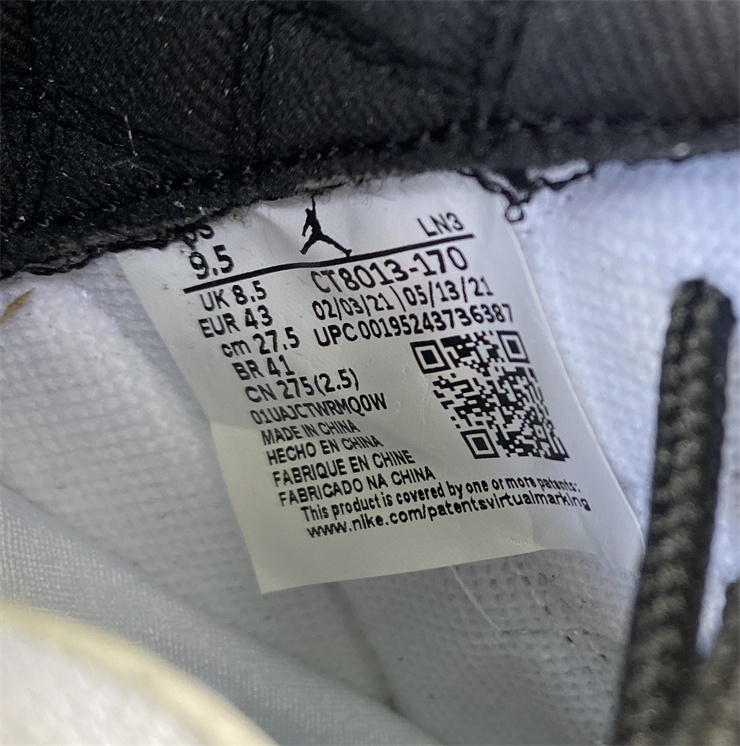 US LN3
9.5
UK 8.5 CT8013-170
EUR 43 02/03/21 05/13/21
cm 27.5 UPC 00195243736387
BR 41
CN 275(2.5)
01UAJCTWRMQ0W
MADE IN CHINA
HECHO EN CHINA
FABRIQUE EN CHINE
FABRICADO NA CHINA
This product is covered by one or more patents:
www.nike.com/patentsvirtualmarking